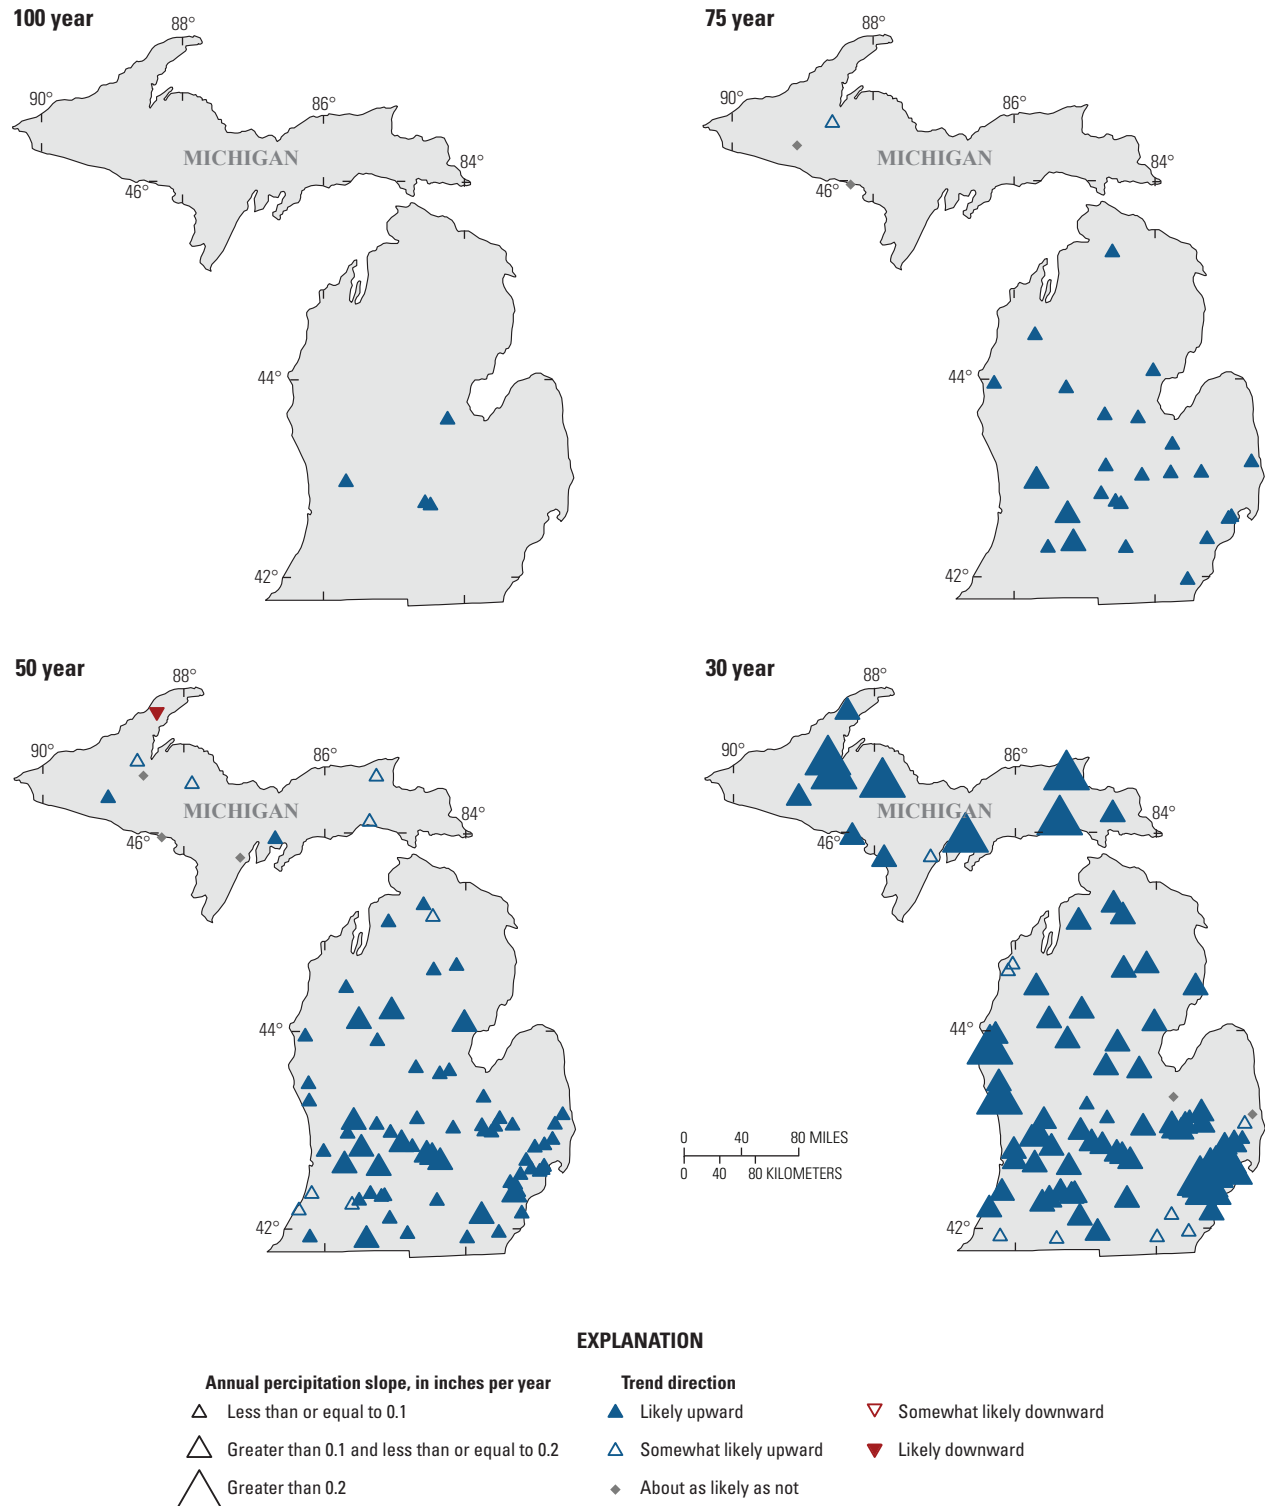 100 year
88°
90°
86°
MICHIGAN
84°
46°
44°
42°
75 year
88°
90°
86°
MICHIGAN
84°
46°
44°
42°
50 year
88°
90°
86°
MICHIGAN
84°
46°
44°
42°
30 year
88°
90°
86°
MICHIGAN
84°
46°
44°
42°
0 40 80 MILES
0 40 80 KILOMETERS
EXPLANATION
Annual percipitation slope, in inches per year
Less than or equal to 0.1
Greater than 0.1 and less than or equal to 0.2
Greater than 0.2
Trend direction
Likely upward
Somewhat likely upward
About as likely as not
Somewhat likely downward
Likely downward